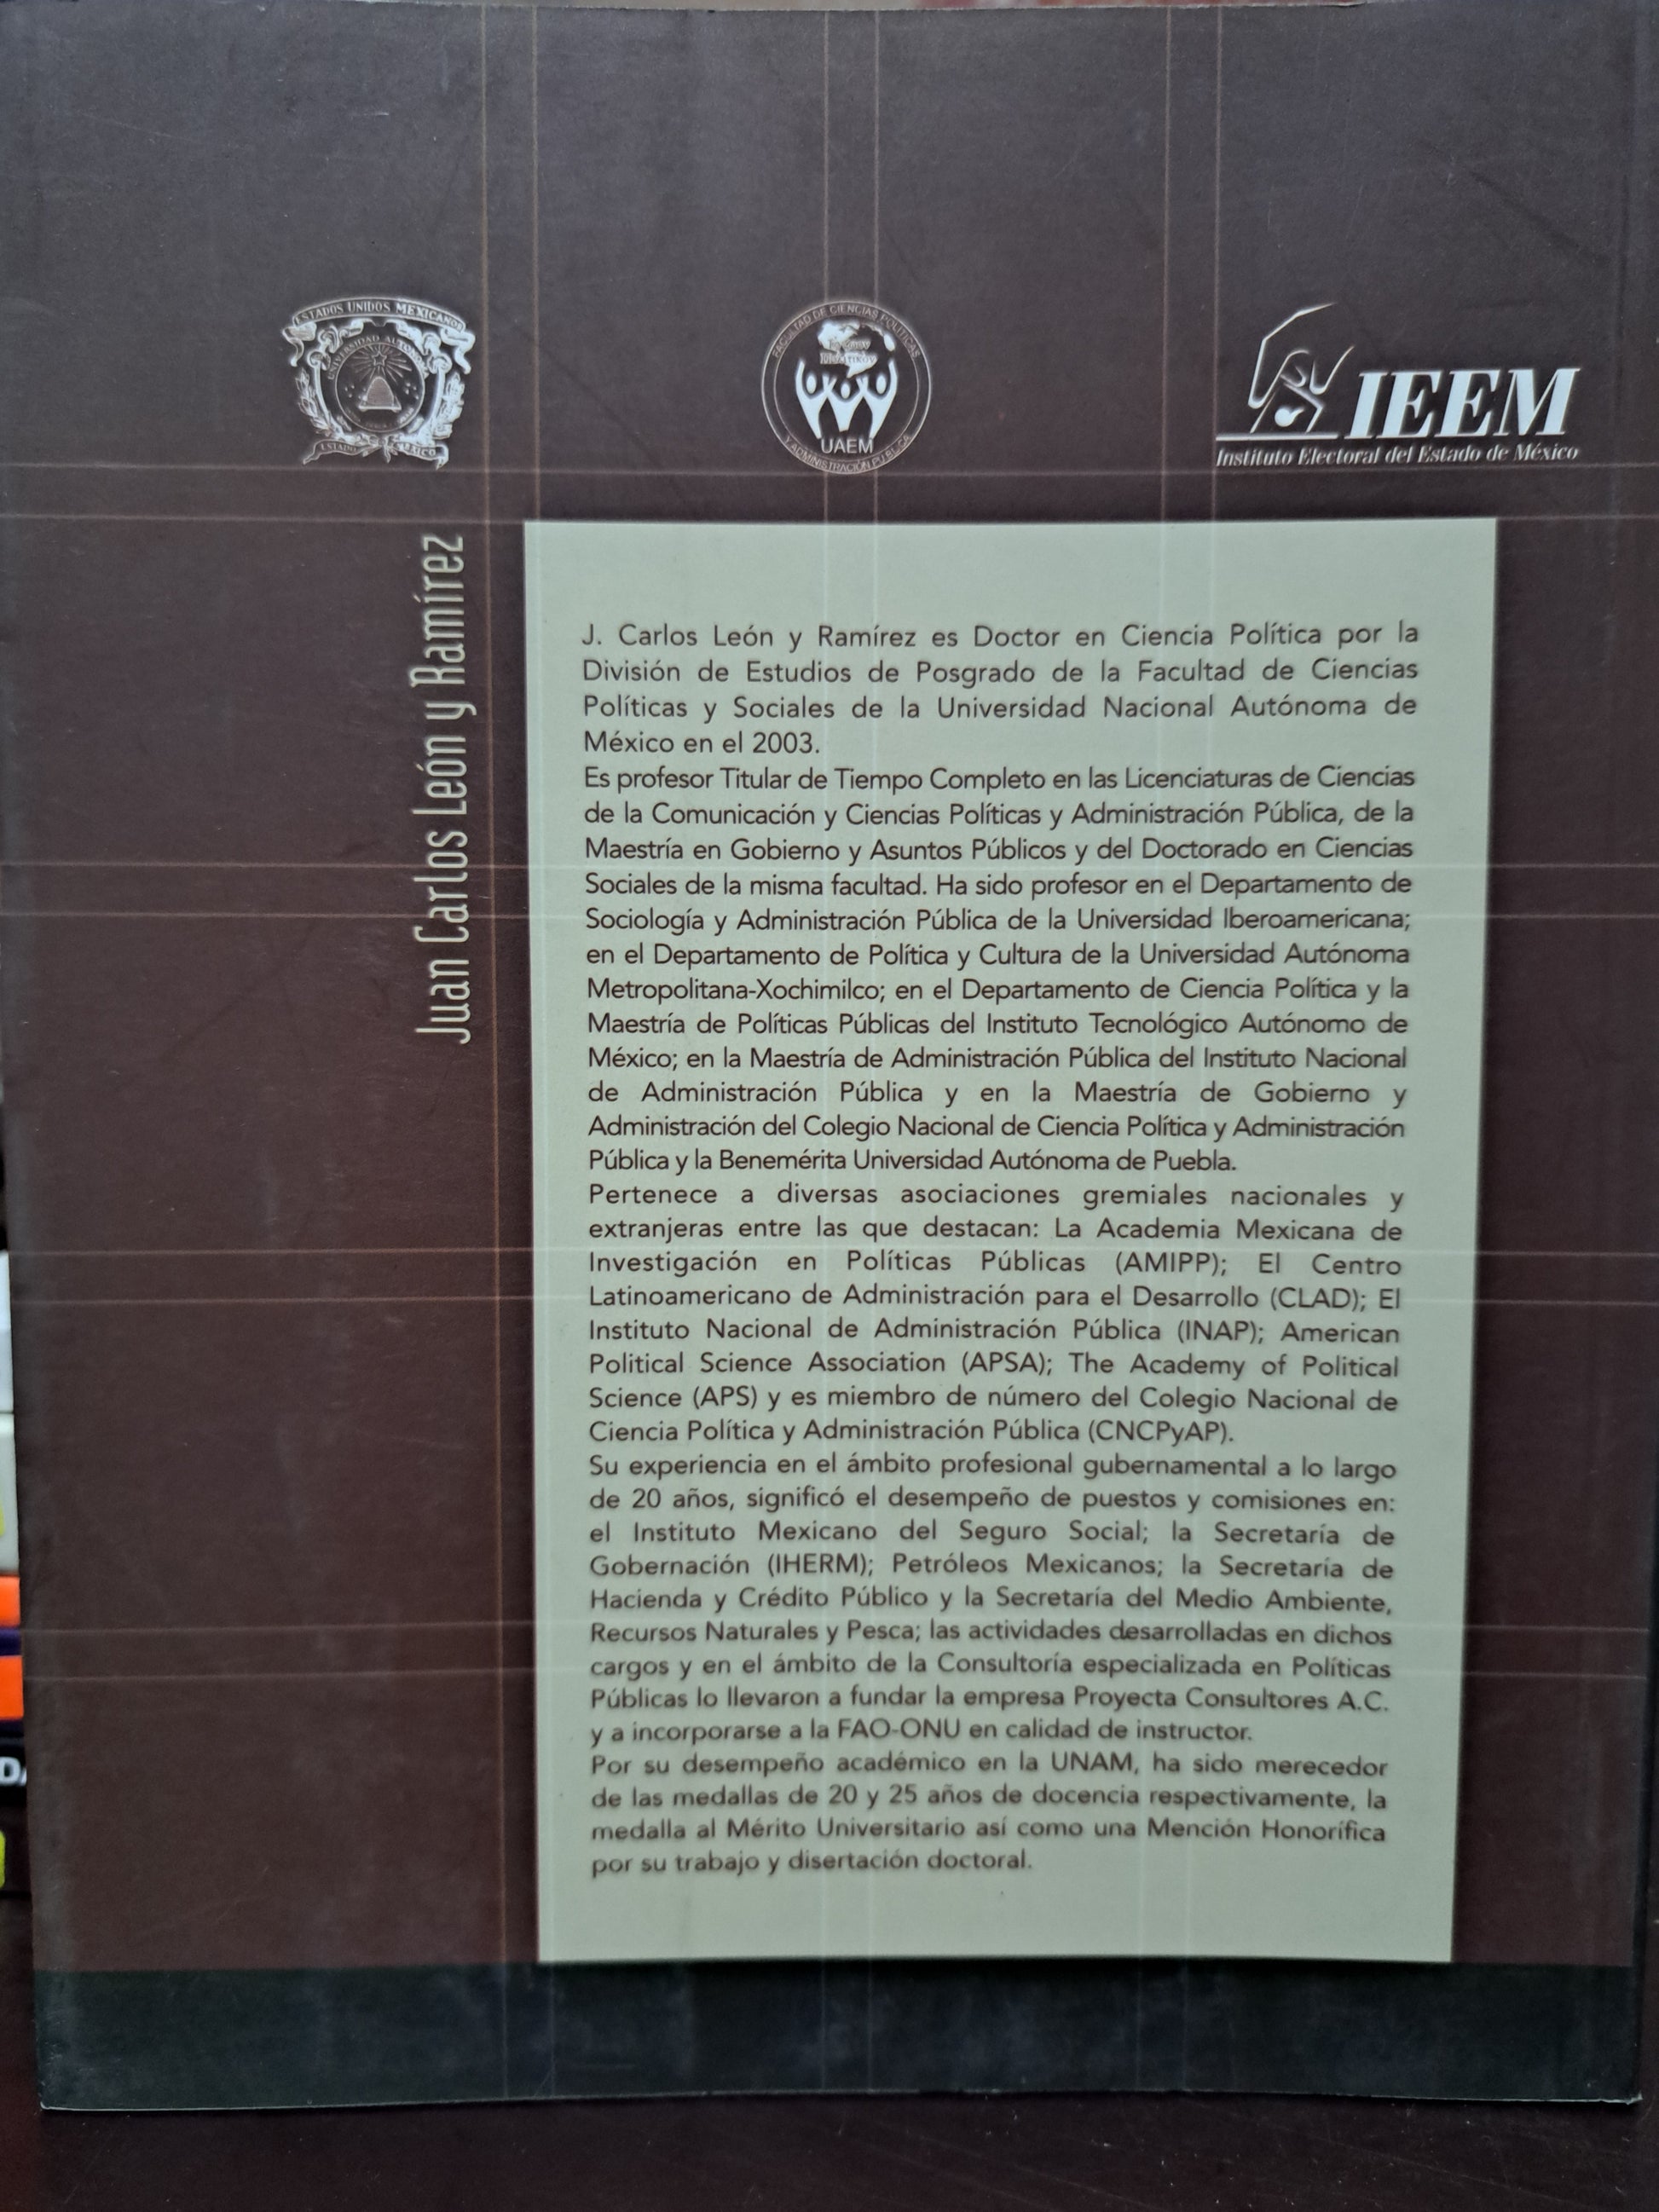 ESTADOS UNIDOS MEXICANOS
UNIVERSIDAD AUTÓNOMA
ESTADO MÉXICO
FACULTAD DE CIENCIAS POLÍTICAS
UAEM
Y ADMINISTRACIÓN PÚBLICA
IEEM
Instituto Electoral del Estado de México
Juan Carlos León y Ramírez
J. Carlos León y Ramírez es Doctor en Ciencia Política por la
División de Estudios de Posgrado de la Facultad de Ciencias
Políticas y Sociales de la Universidad Nacional Autónoma de
México en el 2003.
Es profesor Titular de Tiempo Completo en las Licenciaturas de Ciencias
de la Comunicación y Ciencias Políticas y Administración Pública, de la
Maestría en Gobierno y Asuntos Públicos y del Doctorado en Ciencias
Sociales de la misma facultad. Ha sido profesor en el Departamento de
Sociología y Administración Pública de la Universidad Iberoamericana;
en el Departamento de Política y Cultura de la Universidad Autónoma
Metropolitana-Xochimilco; en el Departamento de Ciencia Política y la
Maestría de Políticas Públicas del Instituto Tecnológico Autónomo de
México; en la Maestría de Administración Pública del Instituto Nacional
de Administración Pública y en la Maestría de Gobierno y
Administración del Colegio Nacional de Ciencia Política y Administración
Pública y la Benemérita Universidad Autónoma de Puebla.
Pertenece a diversas asociaciones gremiales nacionales y
extranjeras entre las que destacan: La Academia Mexicana de
Investigación en Políticas Públicas (AMIPP); El Centro
Latinoamericano de Administración para el Desarrollo (CLAD); El
Instituto Nacional de Administración Pública (INAP); American
Political Science Association (APSA); The Academy of Political
Science (APS) y es miembro de número del Colegio Nacional de
Ciencia Política y Administración Pública (CNCPyAP).
Su experiencia en el ámbito profesional gubernamental a lo largo
de 20 años, significó el desempeño de puestos y comisiones en:
el Instituto Mexicano del Seguro Social; la Secretaría de
Gobernación (IHERM); Petróleos Mexicanos; la Secretaría de
Hacienda y Crédito Público y la Secretaría del Medio Ambiente,
Recursos Naturales y Pesca; las actividades desarrolladas en dichos
cargos y en el ámbito de la Consultoría especializada en Políticas
Públicas lo llevaron a fundar la empresa Proyecta Consultores A.C.
y a incorporarse a la FAO-ONU en calidad de instructor.
Por su desempeño académico en la UNAM, ha sido merecedor
de las medallas de 20 y 25 años de docencia respectivamente, la
medalla al Mérito Universitario así como una Mención Honorífica
por su trabajo y disertación doctoral.